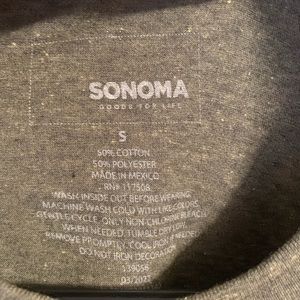 SONOMA
GOODS FOR LIFE
S
50% COTTON
50% POLYESTER
MADE IN MEXICO
RN# 117508
WASH INSIDE OUT BEFORE WEARING
MACHINE WASH COLD WITH LIKE COLORS
GENTLE CYCLE. ONLY NON CHLORINE BLEACH
WHEN NEEDED. TUMBLE DRY LOW
REMOVE PROMPTLY. COOL IRON IF NEEDED
DO NOT IRON DECORATION
139056